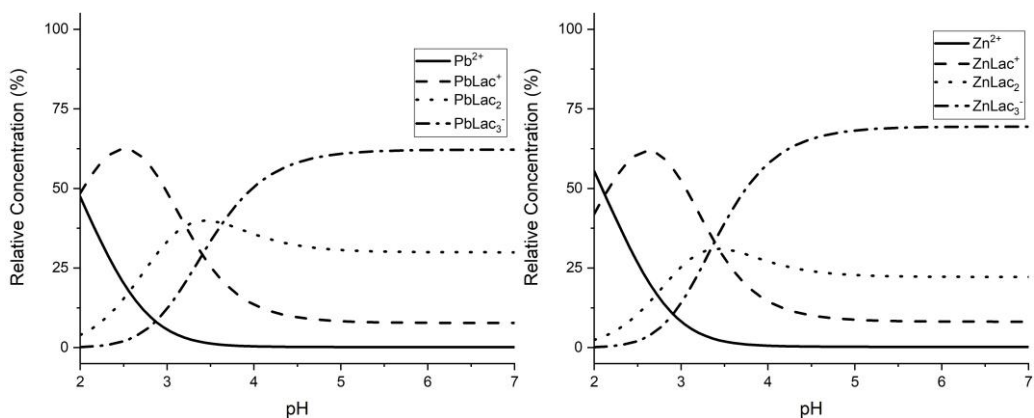 100
75
50
25
0
Relative Concentration (%)
Pb²⁺
PbLac⁺
PbLac₂
PbLac₃⁻
2 3 4 5 6 7
pH
100
75
50
25
0
Relative Concentration (%)
Zn²⁺
ZnLac⁺
ZnLac₂
ZnLac₃⁻
2 3 4 5 6 7
pH